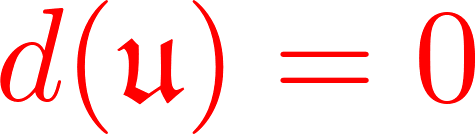 d(𝔲) = 0